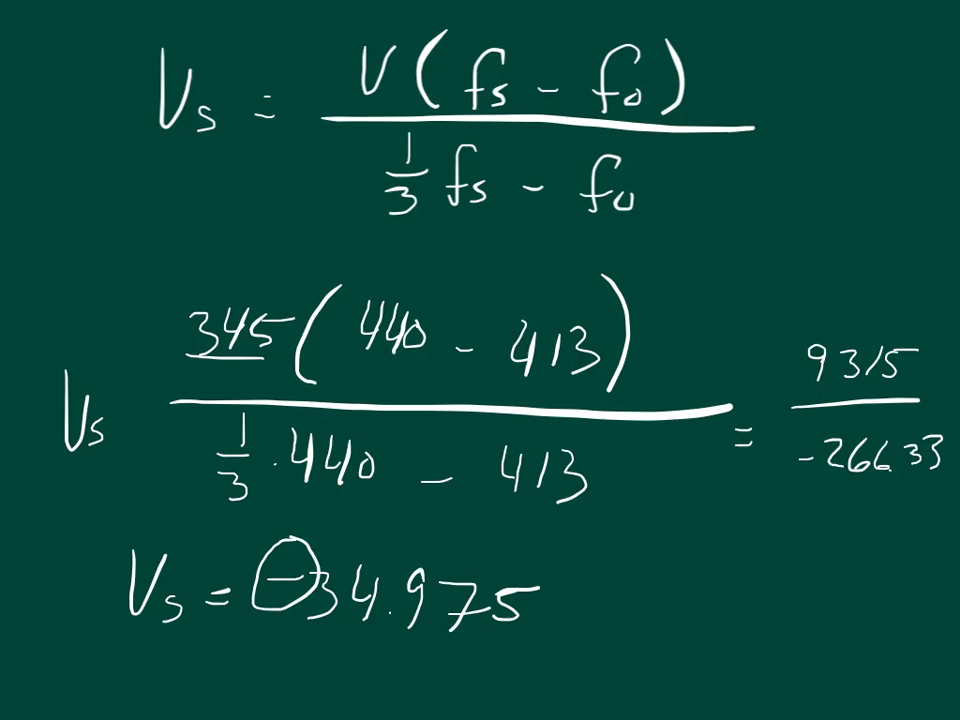 Vs = V(fs - fo) / 1/3 fs - fo
Vs 345(440 - 413) / 1/3 · 440 - 413 = 9315 / -266.33
Vs = -34.975